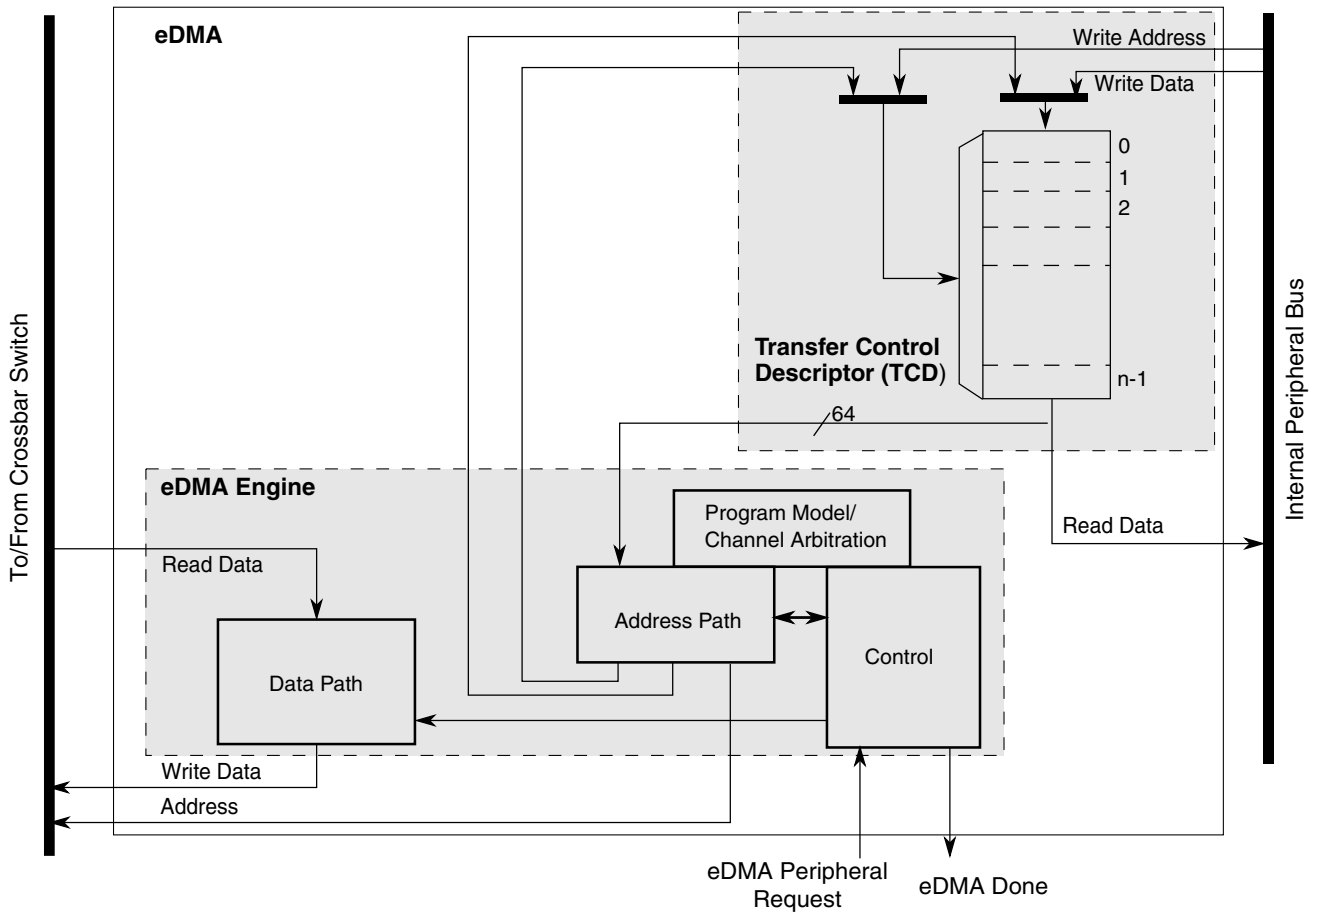 eDMA
Write Address
Write Data
0
1
2
n-1
Transfer Control
Descriptor (TCD)
64
To/From Crossbar Switch
Internal Peripheral Bus
eDMA Engine
Program Model/
Channel Arbitration
Read Data
Read Data
Address Path
Control
Data Path
Write Data
Address
eDMA Peripheral
Request
eDMA Done